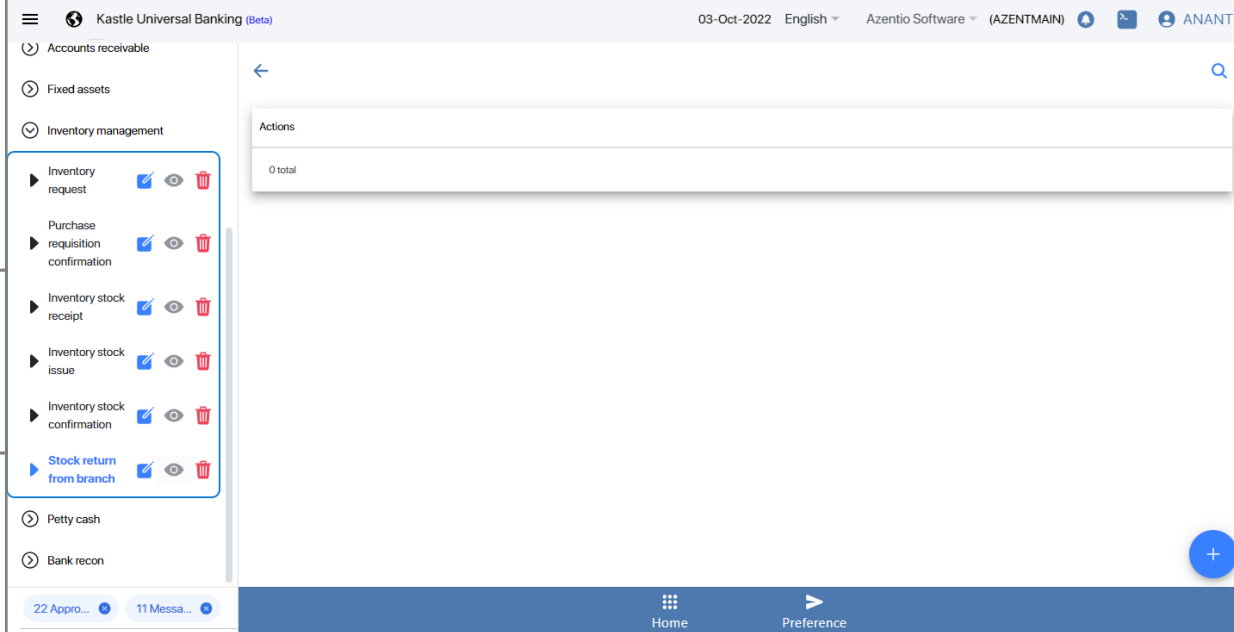 Kastle Universal Banking (Beta)
03-Oct-2022 English Azentio Software (AZENTMAIN) ANANT
Accounts receivable
Fixed assets
Inventory management
Inventory
request
Purchase
requisition
confirmation
Inventory stock
receipt
Inventory stock
issue
Inventory stock
confirmation
Stock return
from branch
Petty cash
Bank recon
22 Appro...
11 Messa...
Actions
0 total
Home
Preference